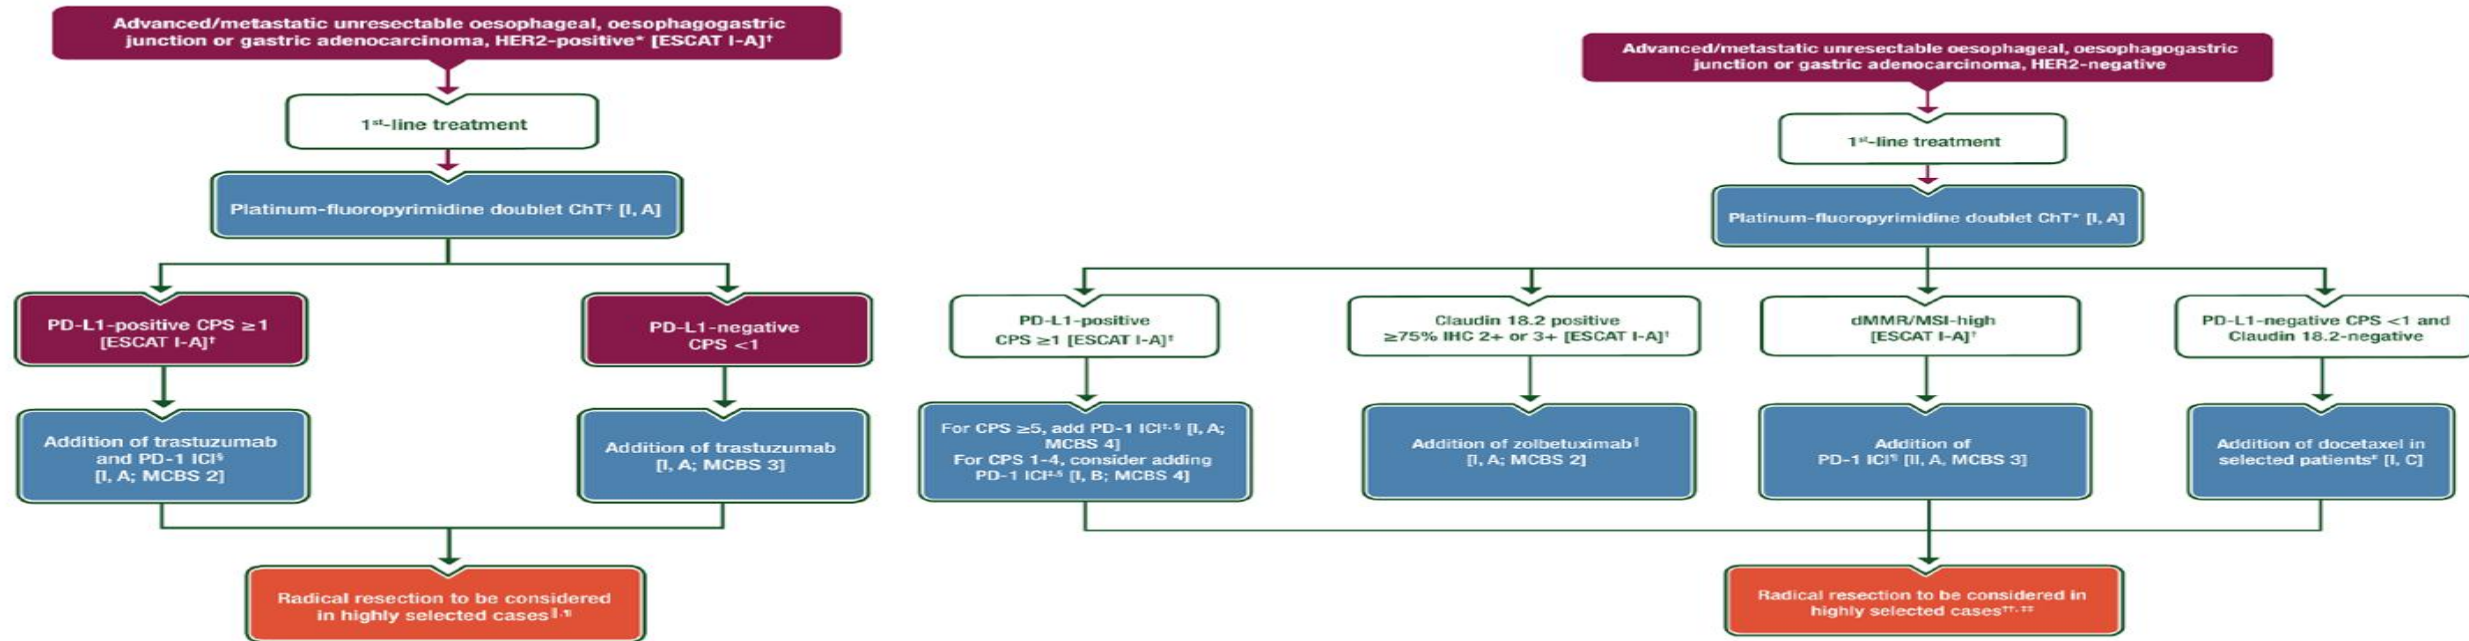 Advanced/metastatic unresectable oesophageal, oesophagogastric
junction or gastric adenocarcinoma, HER2-positive* [ESCAT I-A]†
1st-line treatment
Platinum-fluoropyrimidine doublet ChT‡ [I, A]
PD-L1-positive CPS ≥1
[ESCAT I-A]†
PD-L1-negative
CPS <1
Addition of trastuzumab
and PD-1 ICI§
[I, A; MCBS 2]
Addition of trastuzumab
[I, A; MCBS 3]
Radical resection to be considered
in highly selected cases‖,¶
Advanced/metastatic unresectable oesophageal, oesophagogastric
junction or gastric adenocarcinoma, HER2-negative
1st-line treatment
Platinum-fluoropyrimidine doublet ChT* [I, A]
PD-L1-positive
CPS ≥1 [ESCAT I-A]†
Claudin 18.2 positive
≥75% IHC 2+ or 3+ [ESCAT I-A]†
dMMR/MSI-high
[ESCAT I-A]†
PD-L1-negative CPS <1 and
Claudin 18.2-negative
For CPS ≥5, add PD-1 ICI‡,§ [I, A;
MCBS 4]
For CPS 1-4, consider adding
PD-1 ICI‡,§ [I, B; MCBS 4]
Addition of zolbetuximab‖
[I, A; MCBS 2]
Addition of
PD-1 ICI¶ [II, A, MCBS 3]
Addition of docetaxel in
selected patients# [I, C]
Radical resection to be considered in
highly selected cases††,‡‡